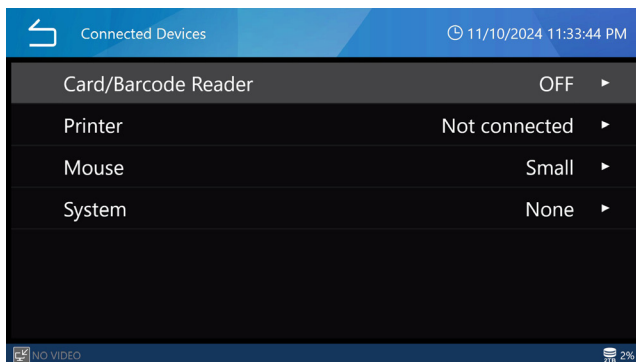 Connected Devices 11/10/2024 11:33:44 PM
Card/Barcode Reader OFF
Printer Not connected
Mouse Small
System None
NO VIDEO 2TB 2%